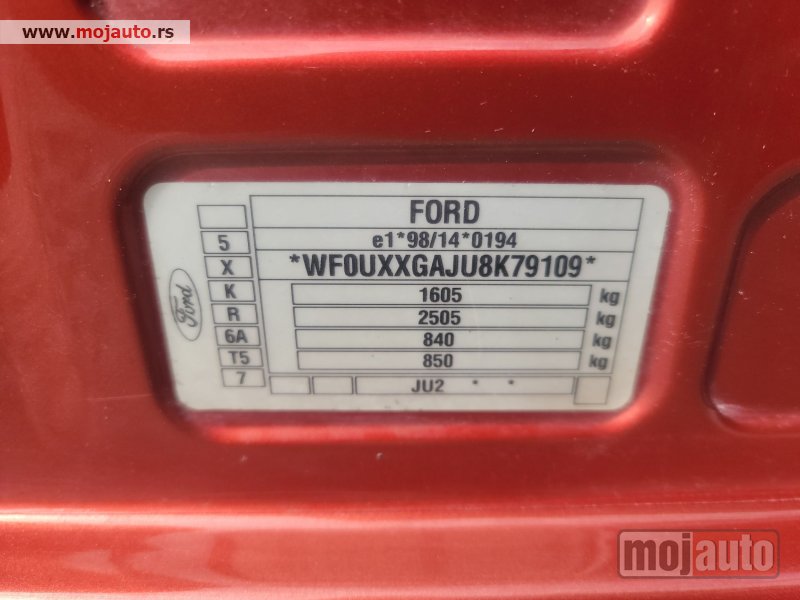 www.mojauto.rs
FORD
e1*98/14*0194
*WF0UXXGAJU8K79109*
1605 kg
2505 kg
840 kg
850 kg
JU2 * *
5
X
K
R
6A
T5
7
Ford
mojauto